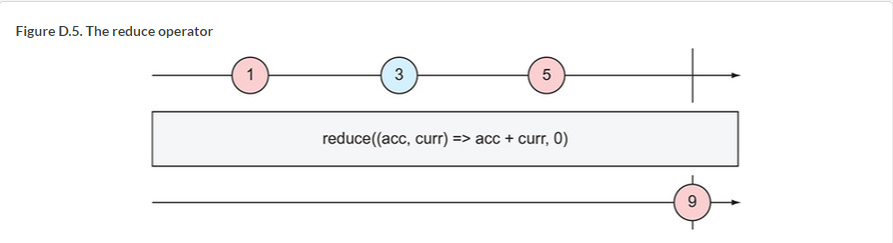 Figure D.5. The reduce operator
1
3
5
reduce((acc, curr) => acc + curr, 0)
9